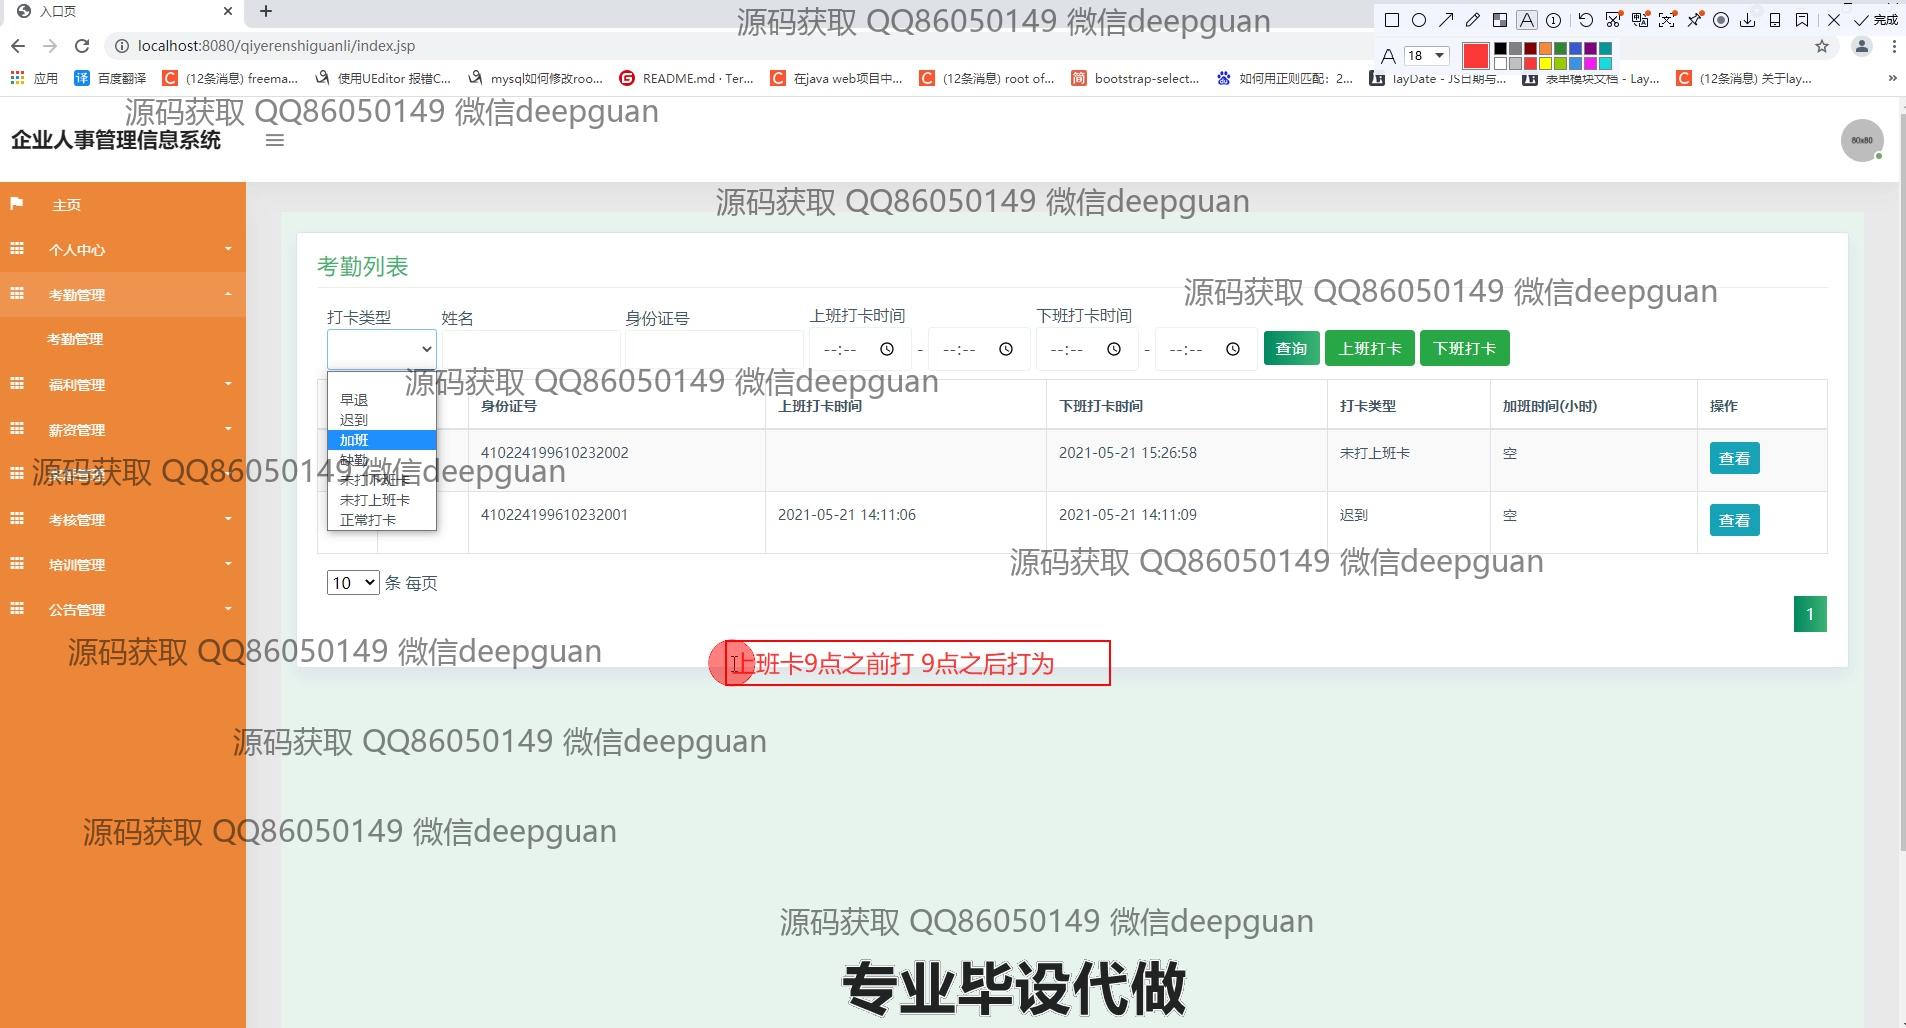 入口页
源码获取 QQ86050149 微信deepguan
完成
localhost:8080/qiyerenshiguanli/index.jsp
18
应用
百度翻译
(12条消息) freema...
使用UEditor 报错C...
mysql如何修改roo...
README.md · Ter...
在java web项目中...
(12条消息) root of...
bootstrap-select...
如何用正则匹配：2...
layDate - JS日期与...
表单模块文档 - Lay...
(12条消息) 关于lay...
源码获取 QQ86050149 微信deepguan
企业人事管理信息系统
80x80
主页
源码获取 QQ86050149 微信deepguan
个人中心
考勤管理
考勤管理
福利管理
薪资管理
考核管理
培训管理
公告管理
考勤列表
源码获取 QQ86050149 微信deepguan
打卡类型 姓名 身份证号 上班打卡时间 下班打卡时间
--:-- - --:-- --:-- - --:-- 查询 上班打卡 下班打卡
源码获取 QQ86050149 微信deepguan
早退
迟到
加班
缺勤
未打下班卡
未打上班卡
正常打卡
身份证号 上班打卡时间 下班打卡时间 打卡类型 加班时间(小时) 操作
410224199610232002 2021-05-21 15:26:58 未打上班卡 空 查看
源码获取 QQ86050149 微信deepguan
410224199610232001 2021-05-21 14:11:06 2021-05-21 14:11:09 迟到 空 查看
源码获取 QQ86050149 微信deepguan
10 条 每页
1
源码获取 QQ86050149 微信deepguan
上班卡9点之前打 9点之后打为
源码获取 QQ86050149 微信deepguan
源码获取 QQ86050149 微信deepguan
源码获取 QQ86050149 微信deepguan
专业毕设代做